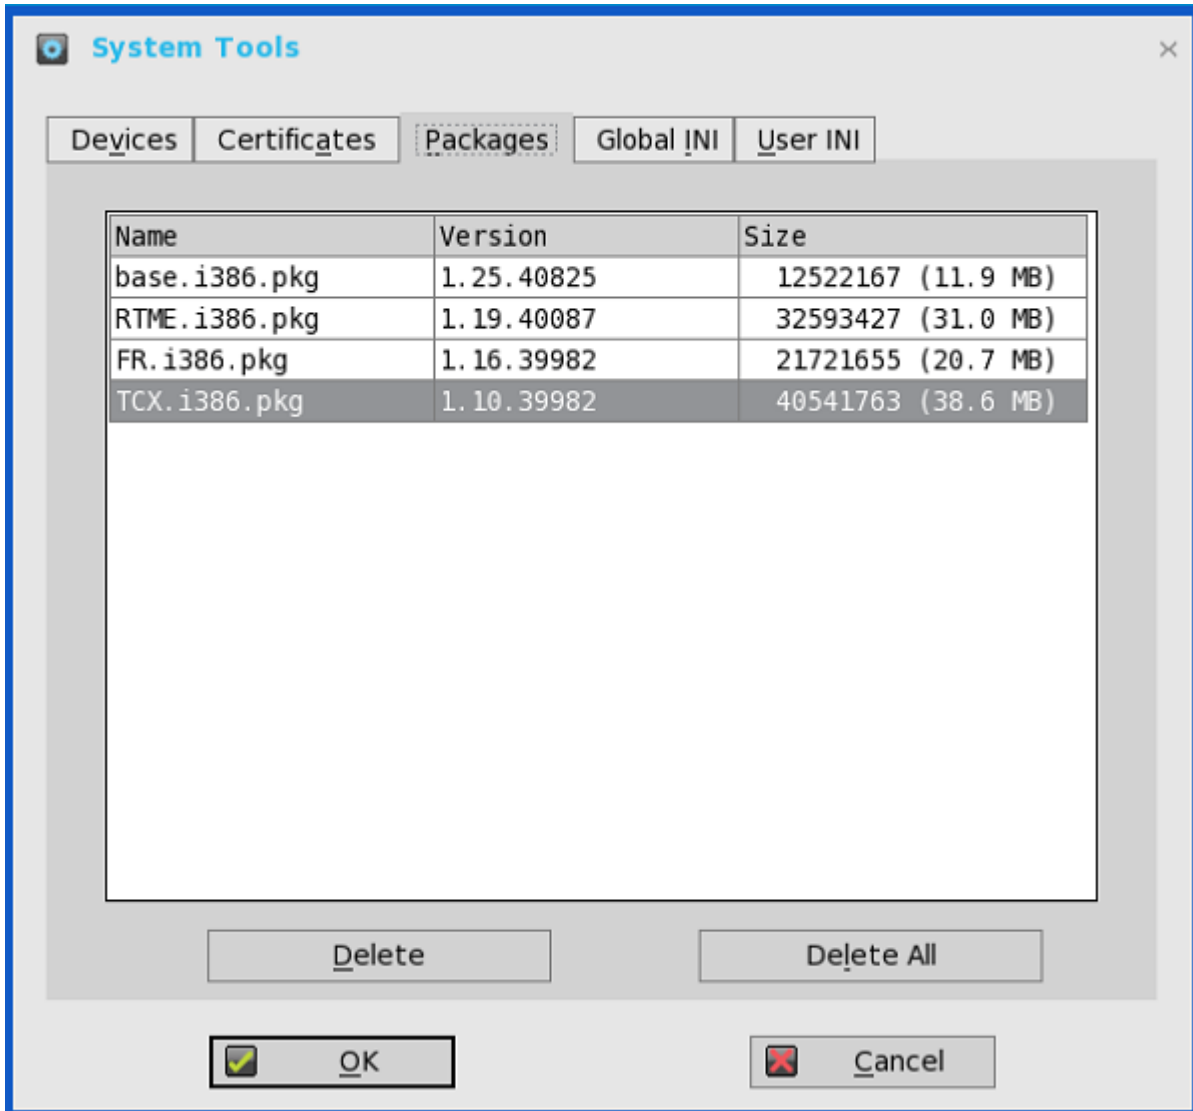 System Tools
Devices Certificates Packages Global INI User INI
Name Version Size
base.i386.pkg 1.25.40825 12522167 (11.9 MB)
RTME.i386.pkg 1.19.40087 32593427 (31.0 MB)
FR.i386.pkg 1.16.39982 21721655 (20.7 MB)
TCX.i386.pkg 1.10.39982 40541763 (38.6 MB)
Delete Delete All
OK Cancel